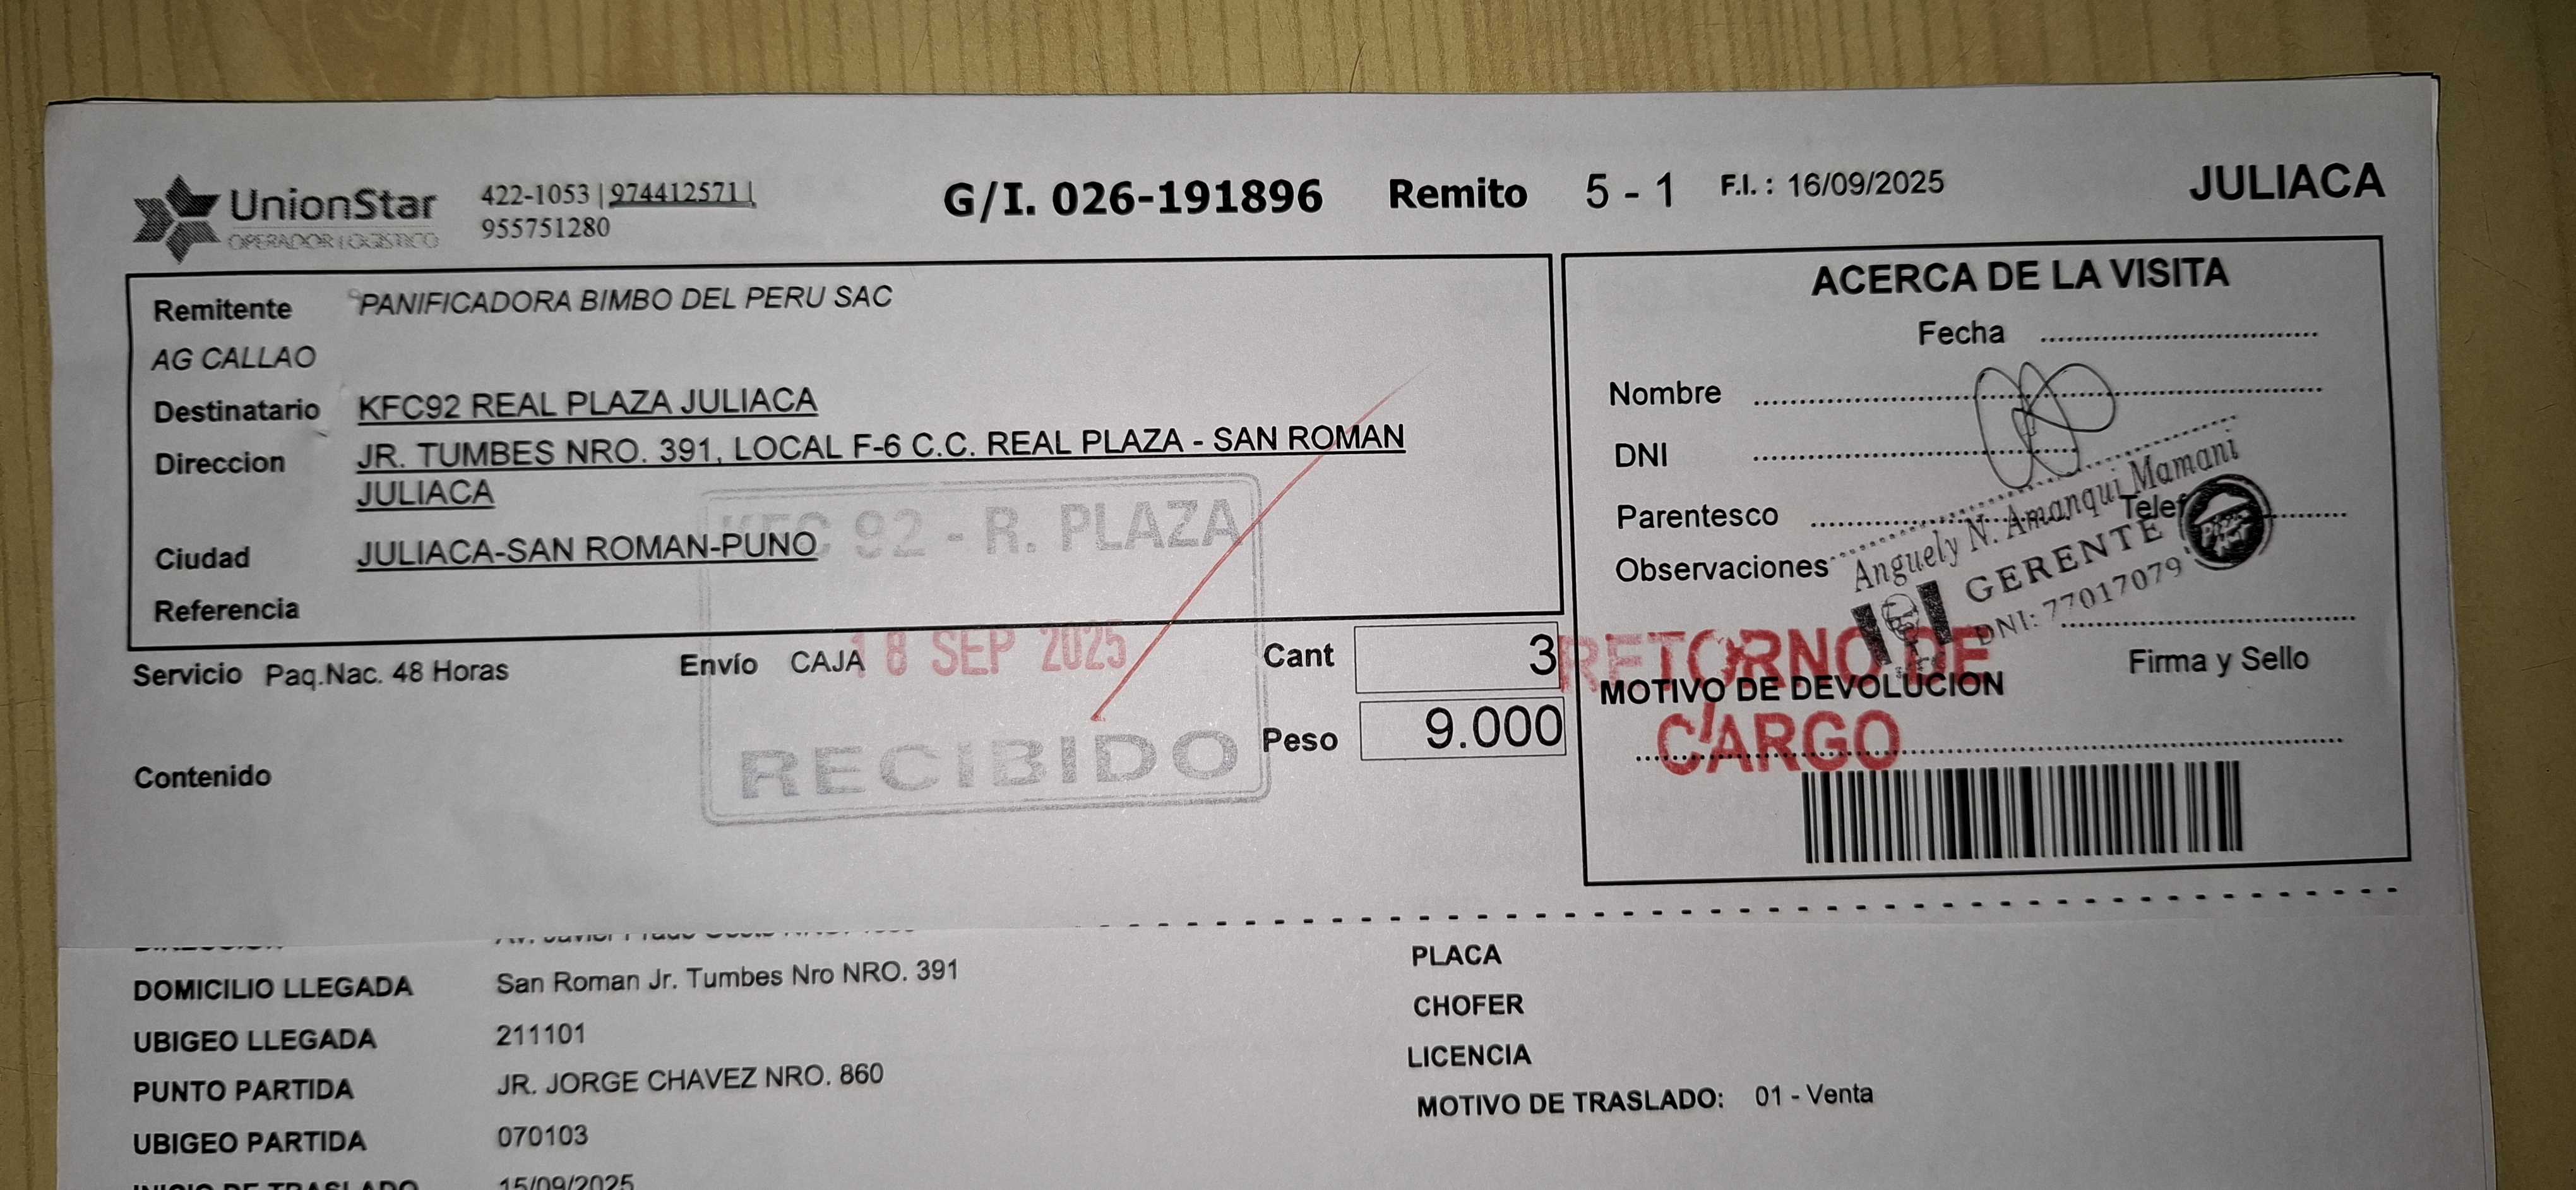 UnionStar
OPERADOR LOGISTICO
422-1053 | 974412571 |
955751280
G/I. 026-191896 Remito 5 - 1 F.I. : 16/09/2025 JULIACA
Remitente PANIFICADORA BIMBO DEL PERU SAC
AG CALLAO
Destinatario KFC92 REAL PLAZA JULIACA
Direccion JR. TUMBES NRO. 391, LOCAL F-6 C.C. REAL PLAZA - SAN ROMAN
JULIACA
Ciudad JULIACA-SAN ROMAN-PUNO
Referencia
KFC 92 - R. PLAZA
18 SEP 2025
RECIBIDO
Servicio Paq.Nac. 48 Horas Envío CAJA Cant 3
Peso 9.000
Contenido
ACERCA DE LA VISITA
Fecha
Nombre
DNI
Parentesco Telef
Observaciones
Anguely N. Amanqui Mamani
GERENTE
DNI: 77017079
Pizza Hut
Firma y Sello
RETORNO DE
CARGO
MOTIVO DE DEVOLUCION
DOMICILIO LLEGADA San Roman Jr. Tumbes Nro NRO. 391
UBIGEO LLEGADA 211101
PUNTO PARTIDA JR. JORGE CHAVEZ NRO. 860
UBIGEO PARTIDA 070103
INICIO DE TRASLADO 15/09/2025
PLACA
CHOFER
LICENCIA
MOTIVO DE TRASLADO: 01 - Venta